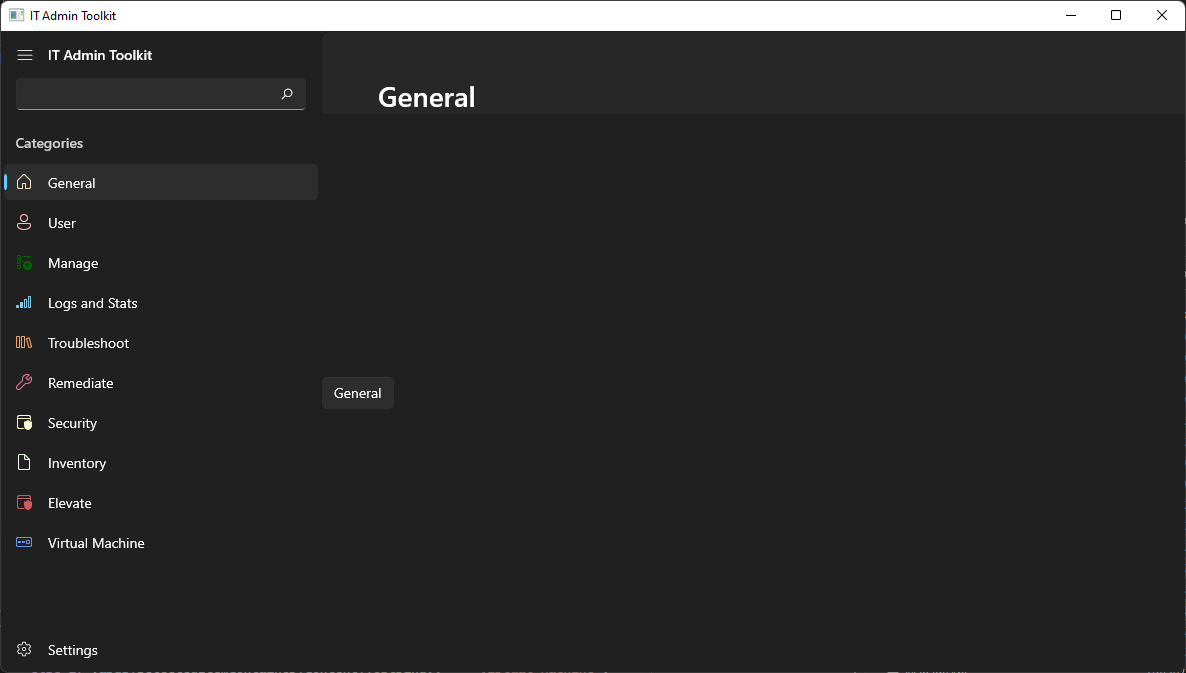 IT Admin Toolkit
IT Admin Toolkit
General
Categories
General
User
Manage
Logs and Stats
Troubleshoot
Remediate
General
Security
Inventory
Elevate
Virtual Machine
Settings